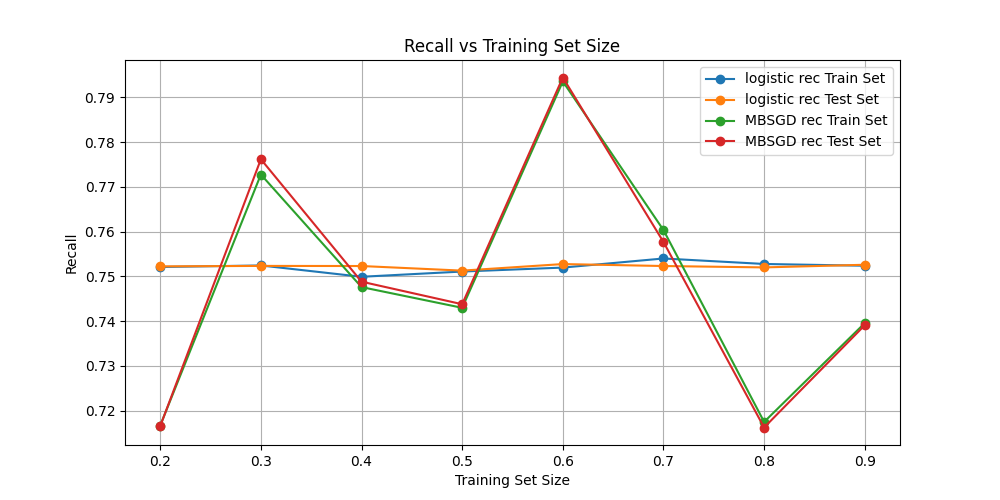 Recall vs Training Set Size
logistic rec Train Set
logistic rec Test Set
MBSGD rec Train Set
MBSGD rec Test Set
Recall
0.79
0.78
0.77
0.76
0.75
0.74
0.73
0.72
0.2 0.3 0.4 0.5 0.6 0.7 0.8 0.9
Training Set Size